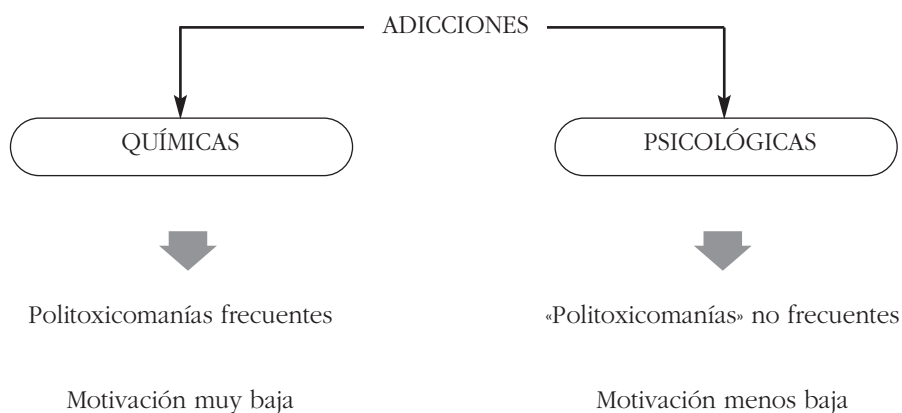 ADICCIONES
QUÍMICAS
PSICOLÓGICAS
Politoxicomanías frecuentes
«Politoxicomanías» no frecuentes
Motivación muy baja
Motivación menos baja